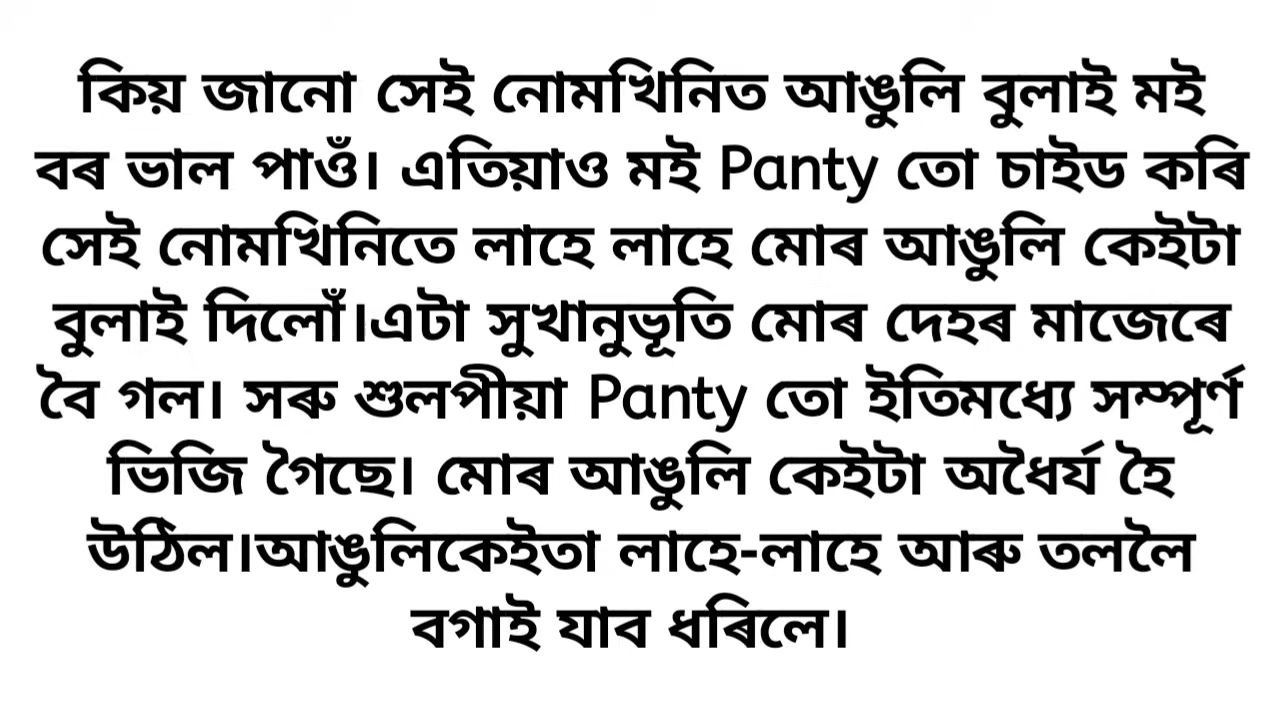 কিয় জানো সেই নোমখিনিত আঙুলি বুলাই মই
বৰ ভাল পাওঁ। এতিয়াও মই Panty তো চাইড কৰি
সেই নোমখিনিতে লাহে লাহে মোৰ আঙুলি কেইটা
বুলাই দিলোঁ।এটা সুখানুভূতি মোৰ দেহৰ মাজেৰে
বৈ গল। সৰু শুলপীয়া Panty তো ইতিমধ্যে সম্পূৰ্ণ
ভিজি গৈছে। মোৰ আঙুলি কেইটা অধৈৰ্য হৈ
উঠিল।আঙুলিকেইতা লাহে-লাহে আৰু তললৈ
বগাই যাব ধৰিলে।